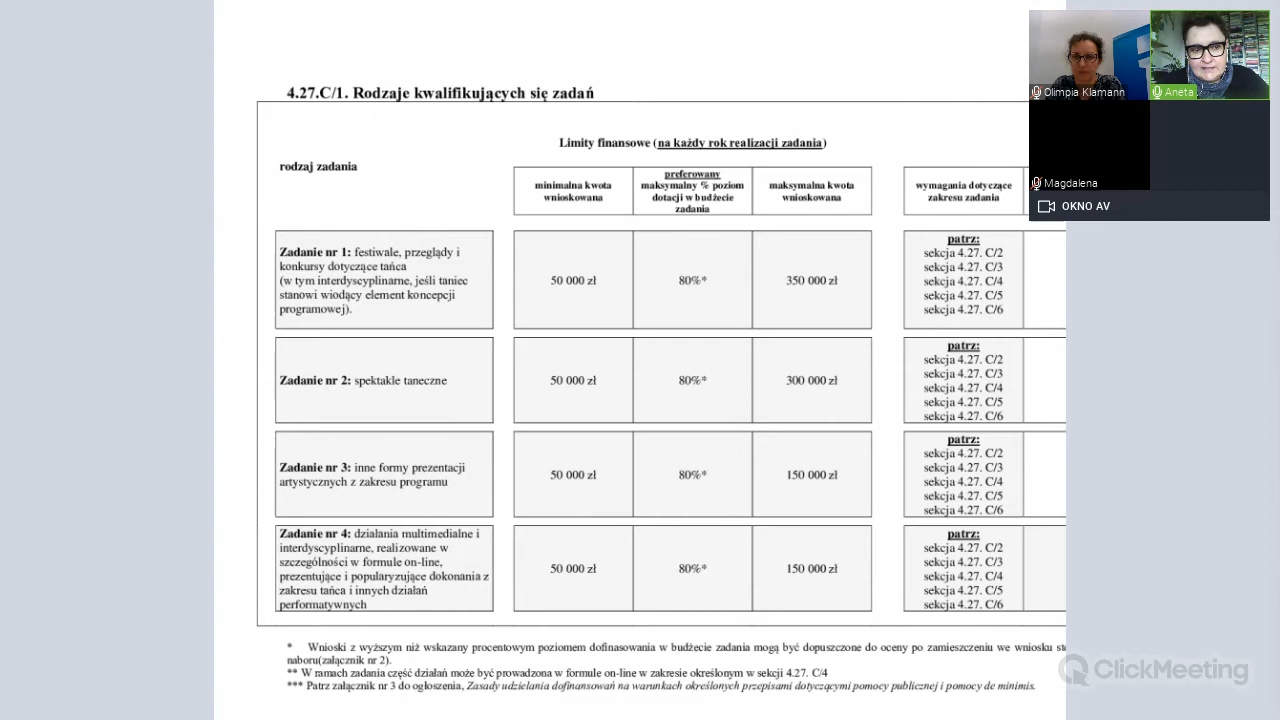 4.27.C/1. Rodzaje kwalifikujących się zadań
Limity finansowe (na każdy rok realizacji zadania)
rodzaj zadania
minimalna kwota
wnioskowana
preferowany
maksymalny % poziom
dotacji w budżecie
zadania
maksymalna kwota
wnioskowana
wymagania dotyczące
zakresu zadania
Zadanie nr 1: festiwale, przeglądy i
konkursy dotyczące tańca
(w tym interdyscyplinarne, jeśli taniec
stanowi wiodący element koncepcji
programowej).
50 000 zł
80%*
350 000 zł
patrz:
sekcja 4.27. C/2
sekcja 4.27. C/3
sekcja 4.27. C/4
sekcja 4.27. C/5
sekcja 4.27. C/6
Zadanie nr 2: spektakle taneczne
50 000 zł
80%*
300 000 zł
patrz:
sekcja 4.27. C/2
sekcja 4.27. C/3
sekcja 4.27. C/4
sekcja 4.27. C/5
sekcja 4.27. C/6
Zadanie nr 3: inne formy prezentacji
artystycznych z zakresu programu
50 000 zł
80%*
150 000 zł
patrz:
sekcja 4.27. C/2
sekcja 4.27. C/3
sekcja 4.27. C/4
sekcja 4.27. C/5
sekcja 4.27. C/6
Zadanie nr 4: działania multimedialne i
interdyscyplinarne, realizowane w
szczególności w formule on-line,
prezentujące i popularyzujące dokonania z
zakresu tańca i innych działań
performatywnych
50 000 zł
80%*
150 000 zł
patrz:
sekcja 4.27. C/2
sekcja 4.27. C/3
sekcja 4.27. C/4
sekcja 4.27. C/5
sekcja 4.27. C/6
* Wnioski z wyższym niż wskazany procentowym poziomem dofinasowania w budżecie zadania mogą być dopuszczone do oceny po zamieszczeniu we wniosku
naboru(załącznik nr 2).
** W ramach zadania część działań może być prowadzona w formule on-line w zakresie określonym w sekcji 4.27. C/4
*** Patrz załącznik nr 3 do ogłoszenia, Zasady udzielania dofinansowań na warunkach określonych przepisami dotyczącymi pomocy publicznej i pomocy de minimis.
Olimpia Klamann
Aneta
Magdalena
OKNO AV
ClickMeeting